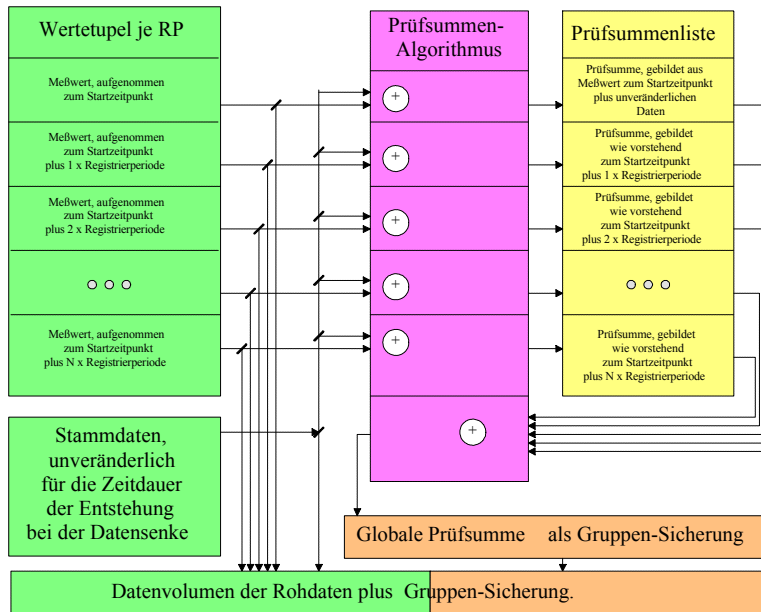 Wertetupel je RP
Meßwert, aufgenommen
zum Startzeitpunkt
Meßwert, aufgenommen
zum Startzeitpunkt
plus 1 x Registrierperiode
Meßwert, aufgenommen
zum Startzeitpunkt
plus 2 x Registrierperiode
Meßwert, aufgenommen
zum Startzeitpunkt
plus N x Registrierperiode
Stammdaten,
unveränderlich
für die Zeitdauer
der Entstehung
bei der Datensenke
Prüfsummen-
Algorithmus
+
+
+
+
+
+
Prüfsummenliste
Prüfsumme, gebildet aus
Meßwert zum Startzeitpunkt
plus unveränderlichen
Daten
Prüfsumme, gebildet
wie vorstehend
zum Startzeitpunkt
plus 1 x Registrierperiode
Prüfsumme, gebildet
wie vorstehend
zum Startzeitpunkt
plus 2 x Registrierperiode
Prüfsumme, gebildet
wie vorstehend
zum Startzeitpunkt
plus N x Registrierperiode
Globale Prüfsumme als Gruppen-Sicherung
Datenvolumen der Rohdaten plus Gruppen-Sicherung.